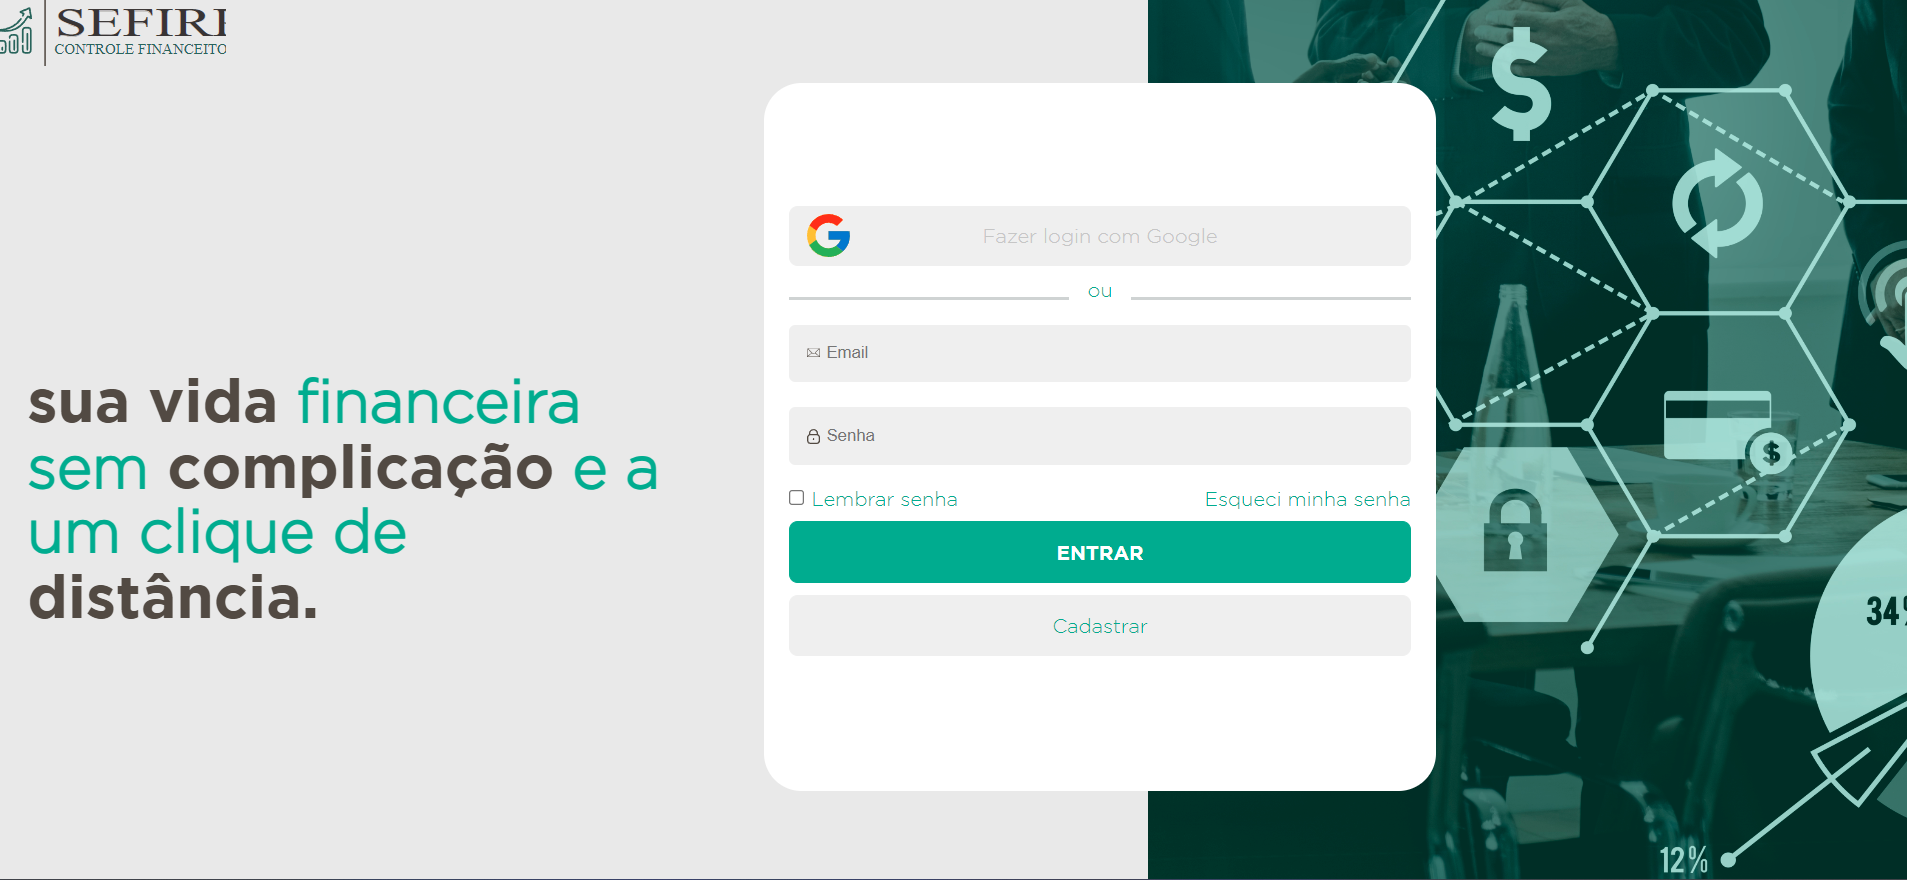 SEFIRI
CONTROLE FINANCEITO
sua vida financeira
sem complicação e a
um clique de
distância.
Fazer login com Google
ou
Email
Senha
Lembrar senha
Esqueci minha senha
ENTRAR
Cadastrar
$
$
34%
12%